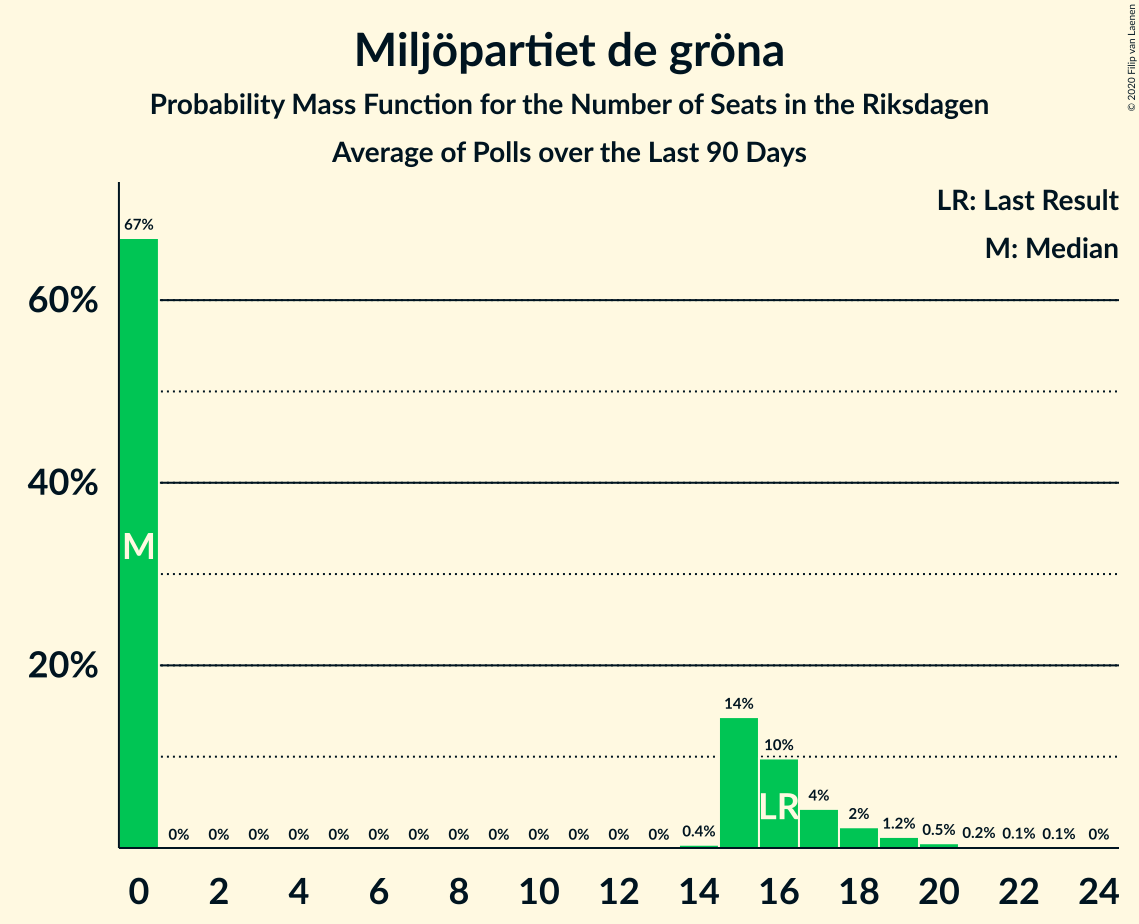 Miljöpartiet de gröna
Probability Mass Function for the Number of Seats in the Riksdagen
Average of Polls over the Last 90 Days
© 2020 Filip van Laenen
LR: Last Result
M: Median
67%
60%
40%
M
20%
14%
10%
LR
4%
2%
0% 0% 0% 0% 0% 0% 0% 0% 0% 0% 0% 0% 0% 0.4% 1.2% 0.5% 0.2% 0.1% 0.1% 0%
0 2 4 6 8 10 12 14 16 18 20 22 24